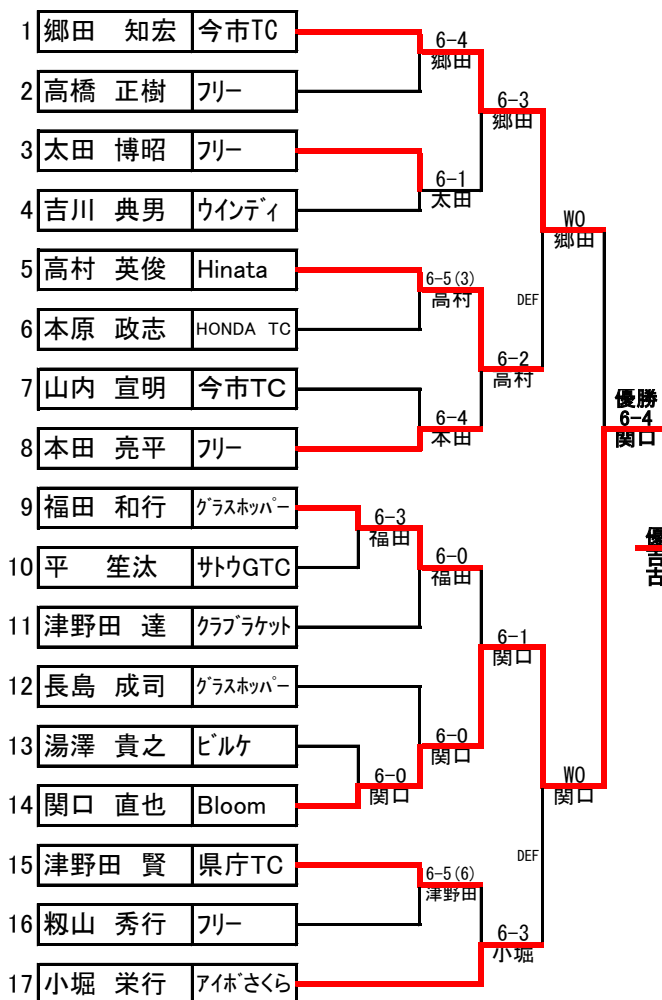 1 郷田 知宏 今市TC
2 高橋 正樹 フリー
3 太田 博昭 フリー
4 吉川 典男 ウインディ
5 高村 英俊 Hinata
6 本原 政志 HONDA TC
7 山内 宣明 今市TC
8 本田 亮平 フリー
9 福田 和行 グラスホッパー
10 平 笙汰 サトウGTC
11 津野田 達 クラブラケット
12 長島 成司 グラスホッパー
13 湯澤 貴之 ビルケ
14 関口 直也 Bloom
15 津野田 賢 県庁TC
16 籾山 秀行 フリー
17 小堀 栄行 アイボさくら
6-3
福田
6-0
関口
6-4
郷田
6-1
太田
6-5(3)
高村
6-4
本田
6-0
福田
6-0
関口
6-5(6)
津野田
6-3
郷田
6-2
高村
6-1
関口
6-3
小堀
WO
郷田
DEF
WO
関口
DEF
優勝
6-4
関口
優
吉
古